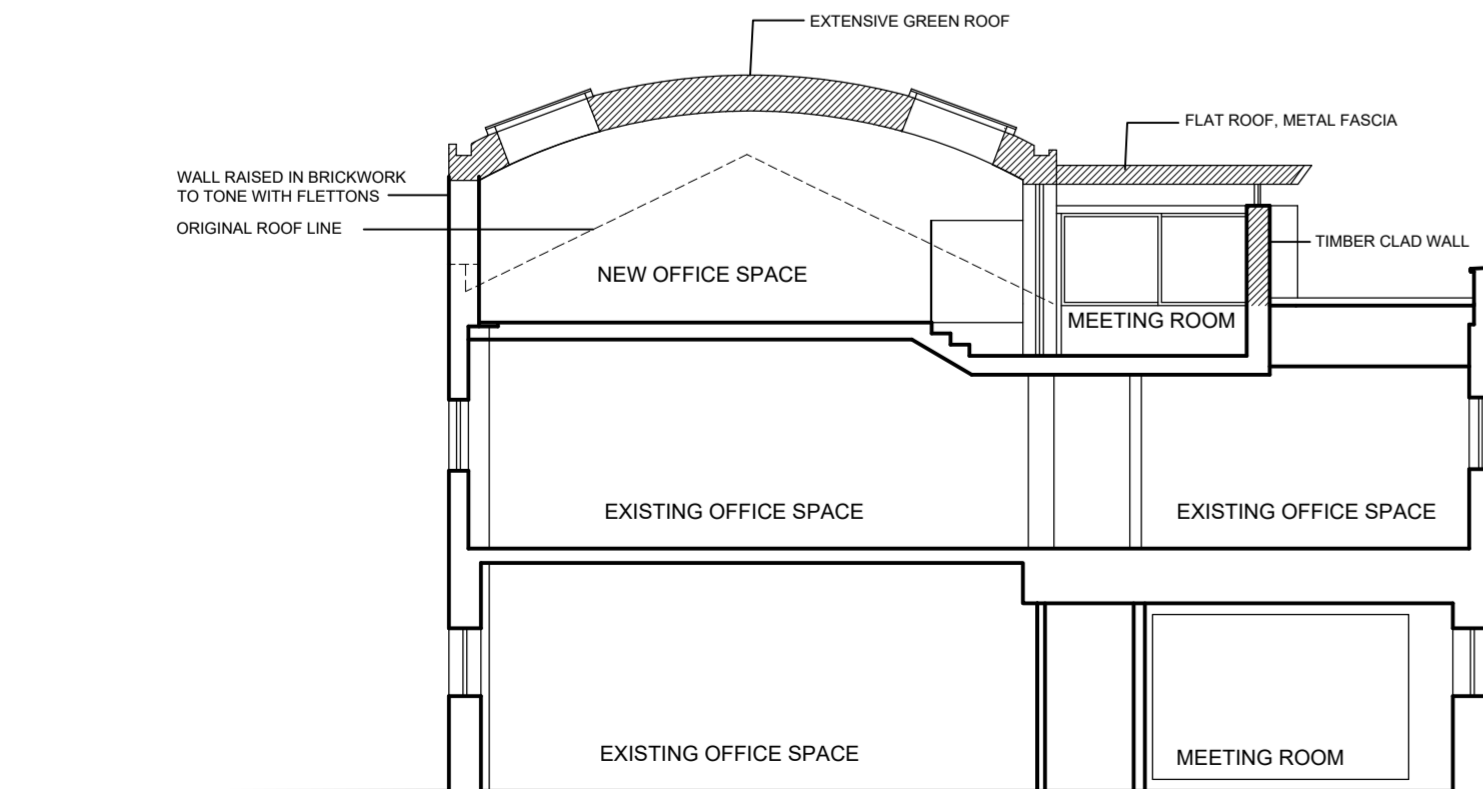 EXTENSIVE GREEN ROOF
FLAT ROOF, METAL FASCIA
WALL RAISED IN BRICKWORK
TO TONE WITH FLETTONS
ORIGINAL ROOF LINE
TIMBER CLAD WALL
NEW OFFICE SPACE
MEETING ROOM
EXISTING OFFICE SPACE
EXISTING OFFICE SPACE
EXISTING OFFICE SPACE
MEETING ROOM